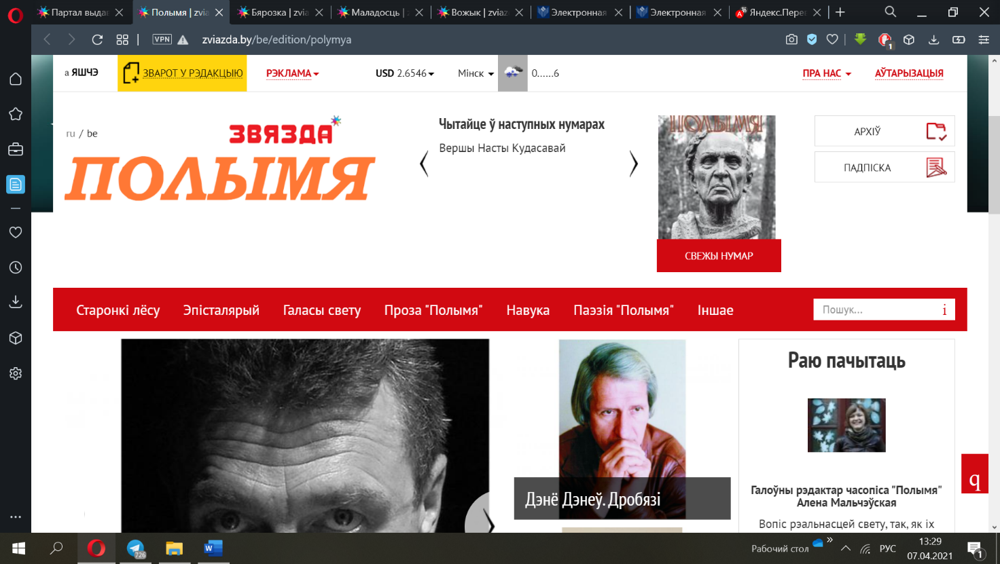 Партал выдав
Полымя | zvia
Бярозка | zvia
Маладосць | z
Вожык | zviaz
Электронная
Электронная
Яндекс.Пере
VPN
zviazda.by/be/edition/polymya
1
а ЯШЧЭ
ЗВАРОТ У РЭДАКЦЫЮ
РЭКЛАМА
USD 2.6546
Мінск
0......6
ПРА НАС
АЎТАРЫЗАЦЫЯ
ru / be
ЗВЯЗДА
ПОЛЫМЯ
Чытайце ў наступных нумарах
Вершы Насты Кудасавай
ПОЛЫМЯ
СВЕЖЫ НУМАР
АРХІЎ
ПАДПІСКА
Старонкі лёсу
Эпісталярый
Галасы свету
Проза "Полымя"
Навука
Паэзія "Полымя"
Іншае
Пошук...
i
Дэнё Дэнеў. Дробязі
Раю пачытаць
Галоўны рэдактар часопіса "Полымя"
Алена Мальчэўская
Вопіс рэальнасцей свету, так, як іх
q
726
W
Рабочий стол
РУС
13:29
07.04.2021
1